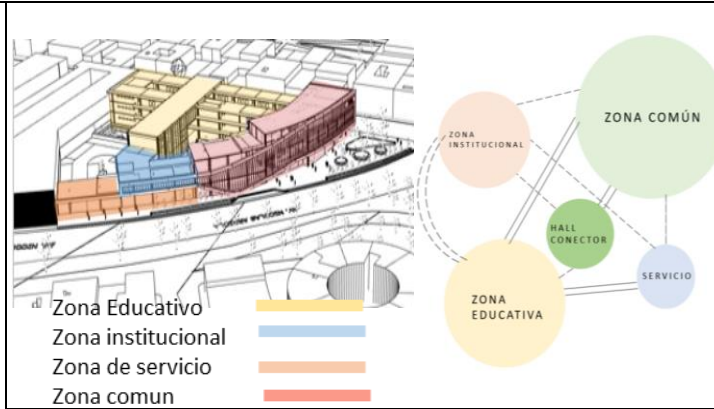 ZONA COMÚN
ZONA
INSTITUCIONAL
HALL
CONECTOR
SERVICIO
ZONA
EDUCATIVA
Zona Educativo
Zona institucional
Zona de servicio
Zona comun